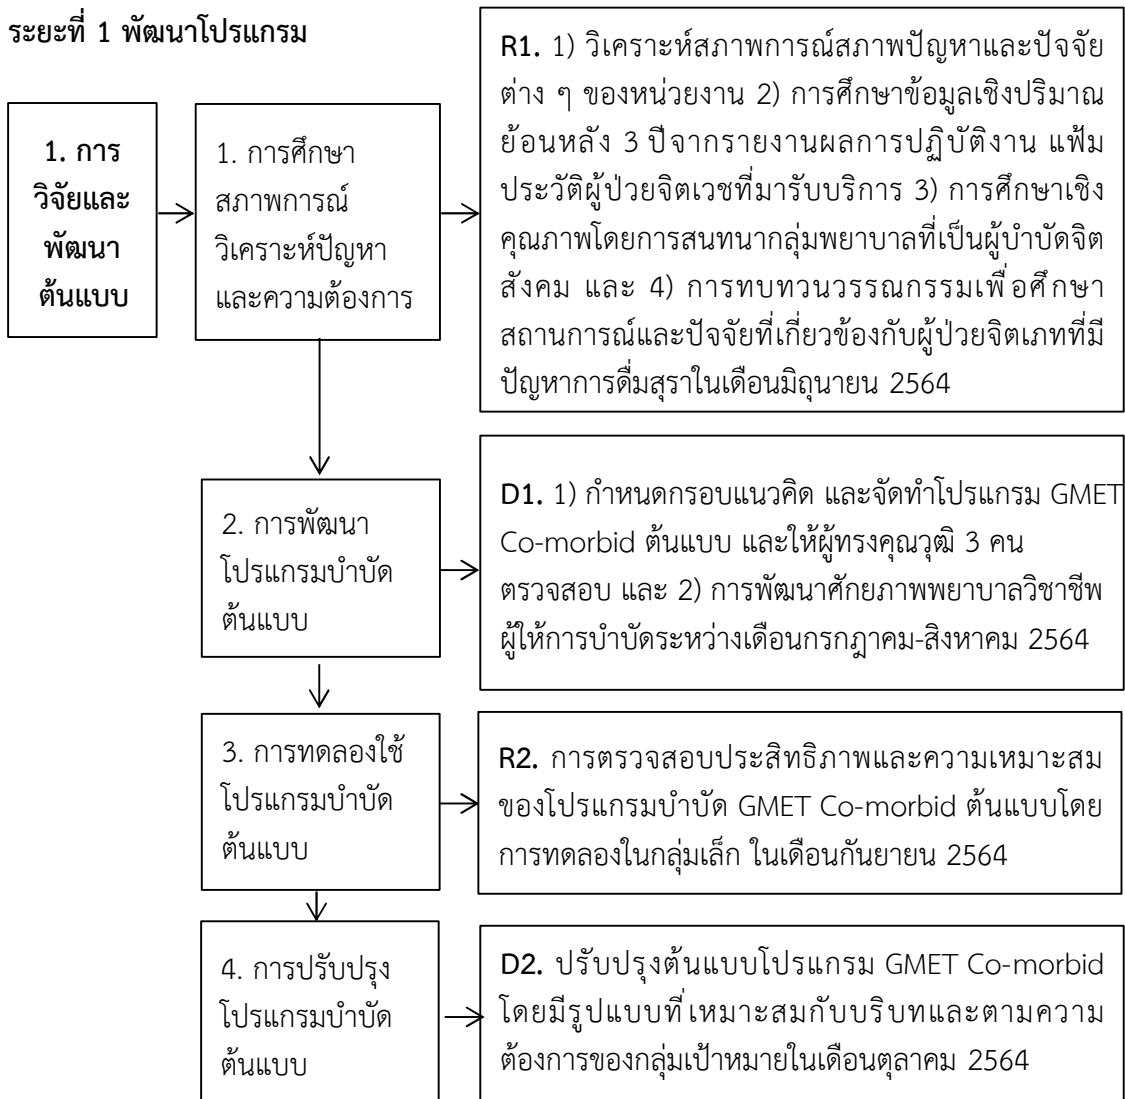 ระยะที่ 1 พัฒนาโปรแกรม
1. การ
วิจัยและ
พัฒนา
ต้นแบบ
1. การศึกษา
สภาพการณ์
วิเคราะห์ปัญหา
และความต้องการ
R1. 1) วิเคราะห์สภาพการณ์สภาพปัญหาและปัจจัย
ต่าง ๆ ของหน่วยงาน 2) การศึกษาข้อมูลเชิงปริมาณ
ย้อนหลัง 3 ปีจากรายงานผลการปฏิบัติงาน แฟ้ม
ประวัติผู้ป่วยจิตเวชที่มารับบริการ 3) การศึกษาเชิง
คุณภาพโดยการสนทนากลุ่มพยาบาลที่เป็นผู้บำบัดจิต
สังคม และ 4) การทบทวนวรรณกรรมเพื่อศึกษา
สถานการณ์และปัจจัยที่เกี่ยวข้องกับผู้ป่วยจิตเภทที่มี
ปัญหาการดื่มสุราในเดือนมิถุนายน 2564
2. การพัฒนา
โปรแกรมบำบัด
ต้นแบบ
D1. 1) กำหนดกรอบแนวคิด และจัดทำโปรแกรม GMET
Co-morbid ต้นแบบ และให้ผู้ทรงคุณวุฒิ 3 คน
ตรวจสอบ และ 2) การพัฒนาศักยภาพพยาบาลวิชาชีพ
ผู้ให้การบำบัดระหว่างเดือนกรกฎาคม-สิงหาคม 2564
3. การทดลองใช้
โปรแกรมบำบัด
ต้นแบบ
R2. การตรวจสอบประสิทธิภาพและความเหมาะสม
ของโปรแกรมบำบัด GMET Co-morbid ต้นแบบโดย
การทดลองในกลุ่มเล็ก ในเดือนกันยายน 2564
4. การปรับปรุง
โปรแกรมบำบัด
ต้นแบบ
D2. ปรับปรุงต้นแบบโปรแกรม GMET Co-morbid
โดยมีรูปแบบที่เหมาะสมกับบริบทและตามความ
ต้องการของกลุ่มเป้าหมายในเดือนตุลาคม 2564